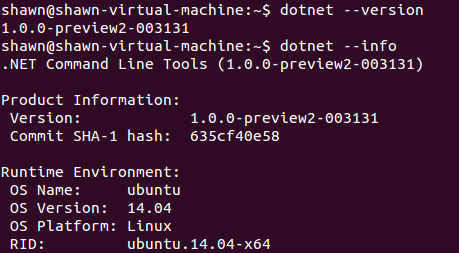 shawn@shawn-virtual-machine:~$ dotnet --version
1.0.0-preview2-003131
shawn@shawn-virtual-machine:~$ dotnet --info
.NET Command Line Tools (1.0.0-preview2-003131)
Product Information:
Version: 1.0.0-preview2-003131
Commit SHA-1 hash: 635cf40e58
Runtime Environment:
OS Name: ubuntu
OS Version: 14.04
OS Platform: Linux
RID: ubuntu.14.04-x64